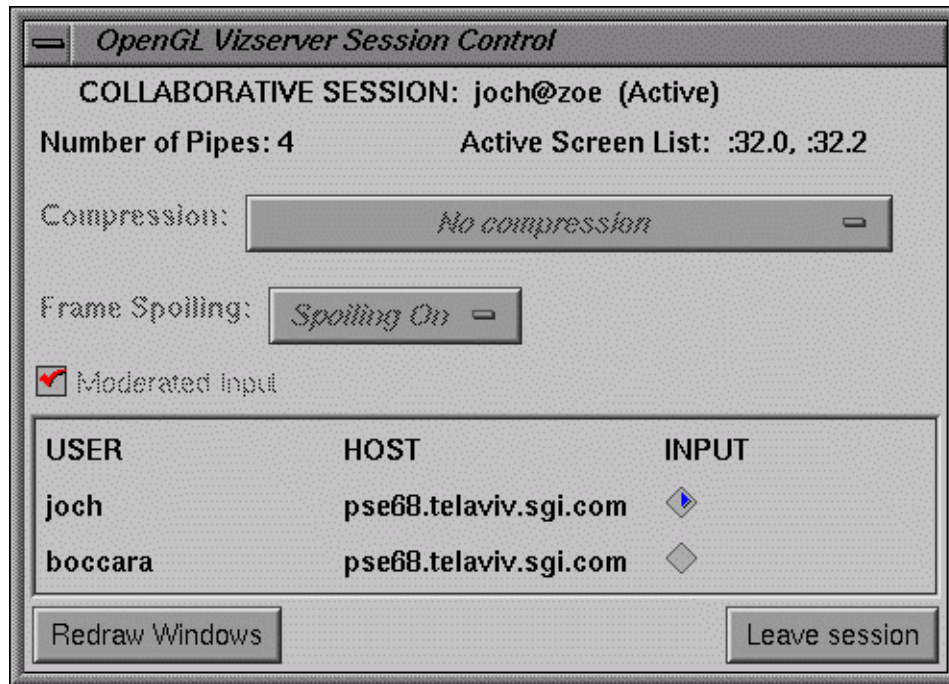 OpenGL Vizserver Session Control
COLLABORATIVE SESSION: joch@zoe (Active)
Number of Pipes: 4 Active Screen List: :32.0, :32.2
Compression: No compression
Frame Spoiling: Spoiling On
Moderated Input
USER HOST INPUT
joch pse68.telaviv.sgi.com
boccara pse68.telaviv.sgi.com
Redraw Windows Leave session